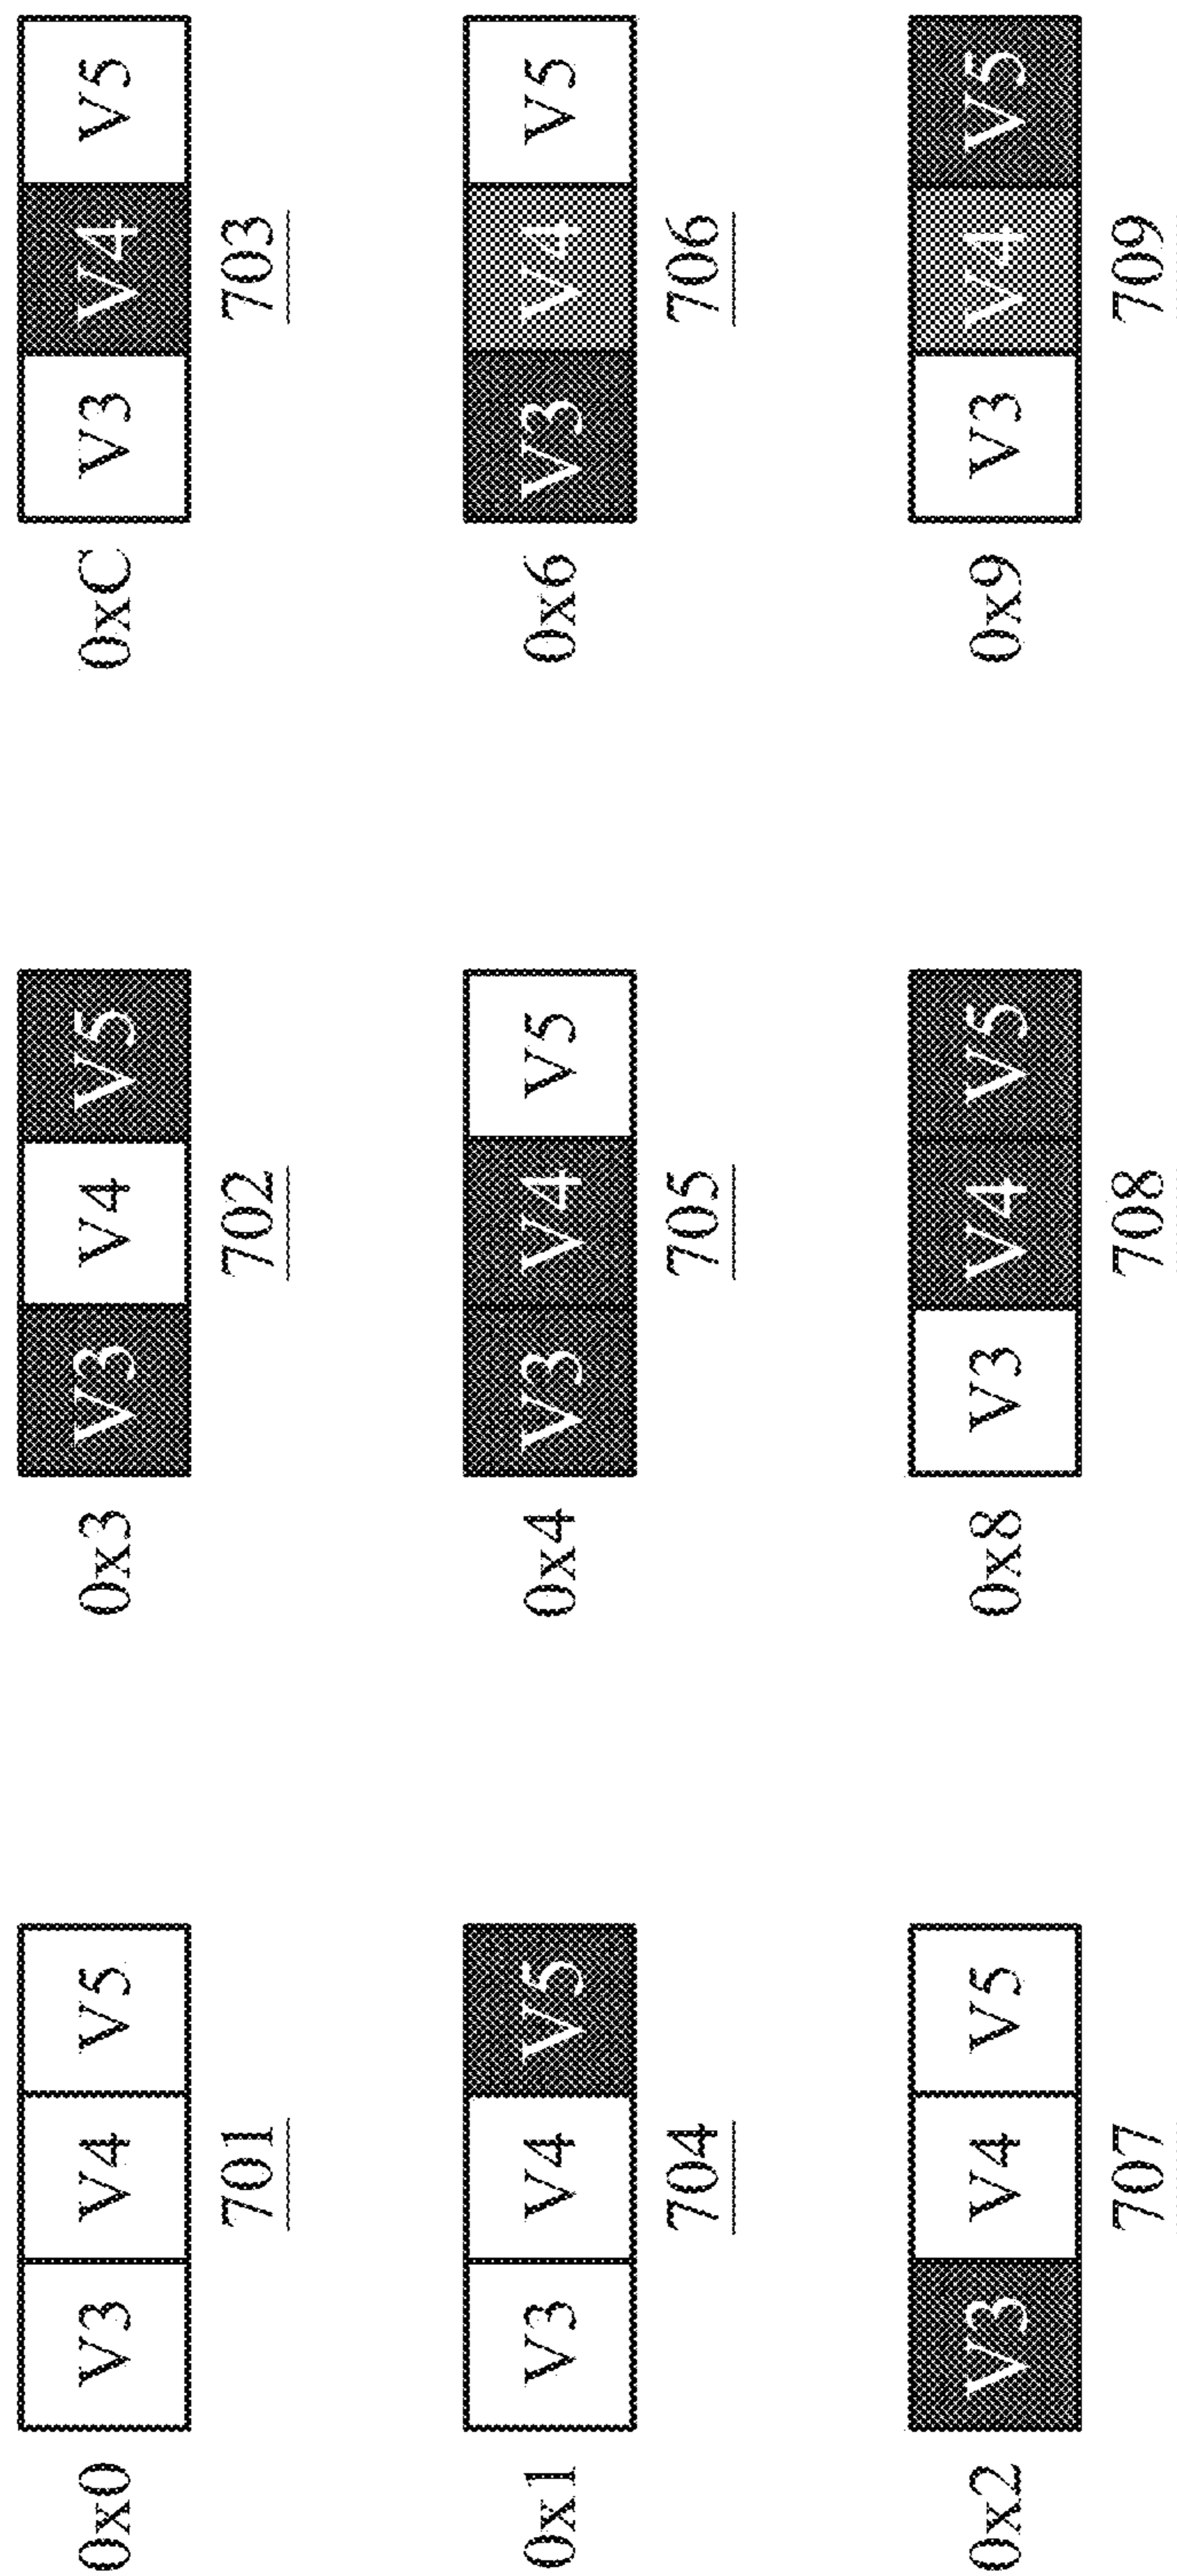 0x0 V3 V4 V5
701
0x3 V3 V4 V5
702
0xC V3 V4 V5
703
0x1 V3 V4 V5
704
0x4 V3 V4 V5
705
0x6 V3 V4 V5
706
0x2 V3 V4 V5
707
0x8 V3 V4 V5
708
0x9 V3 V4 V5
709